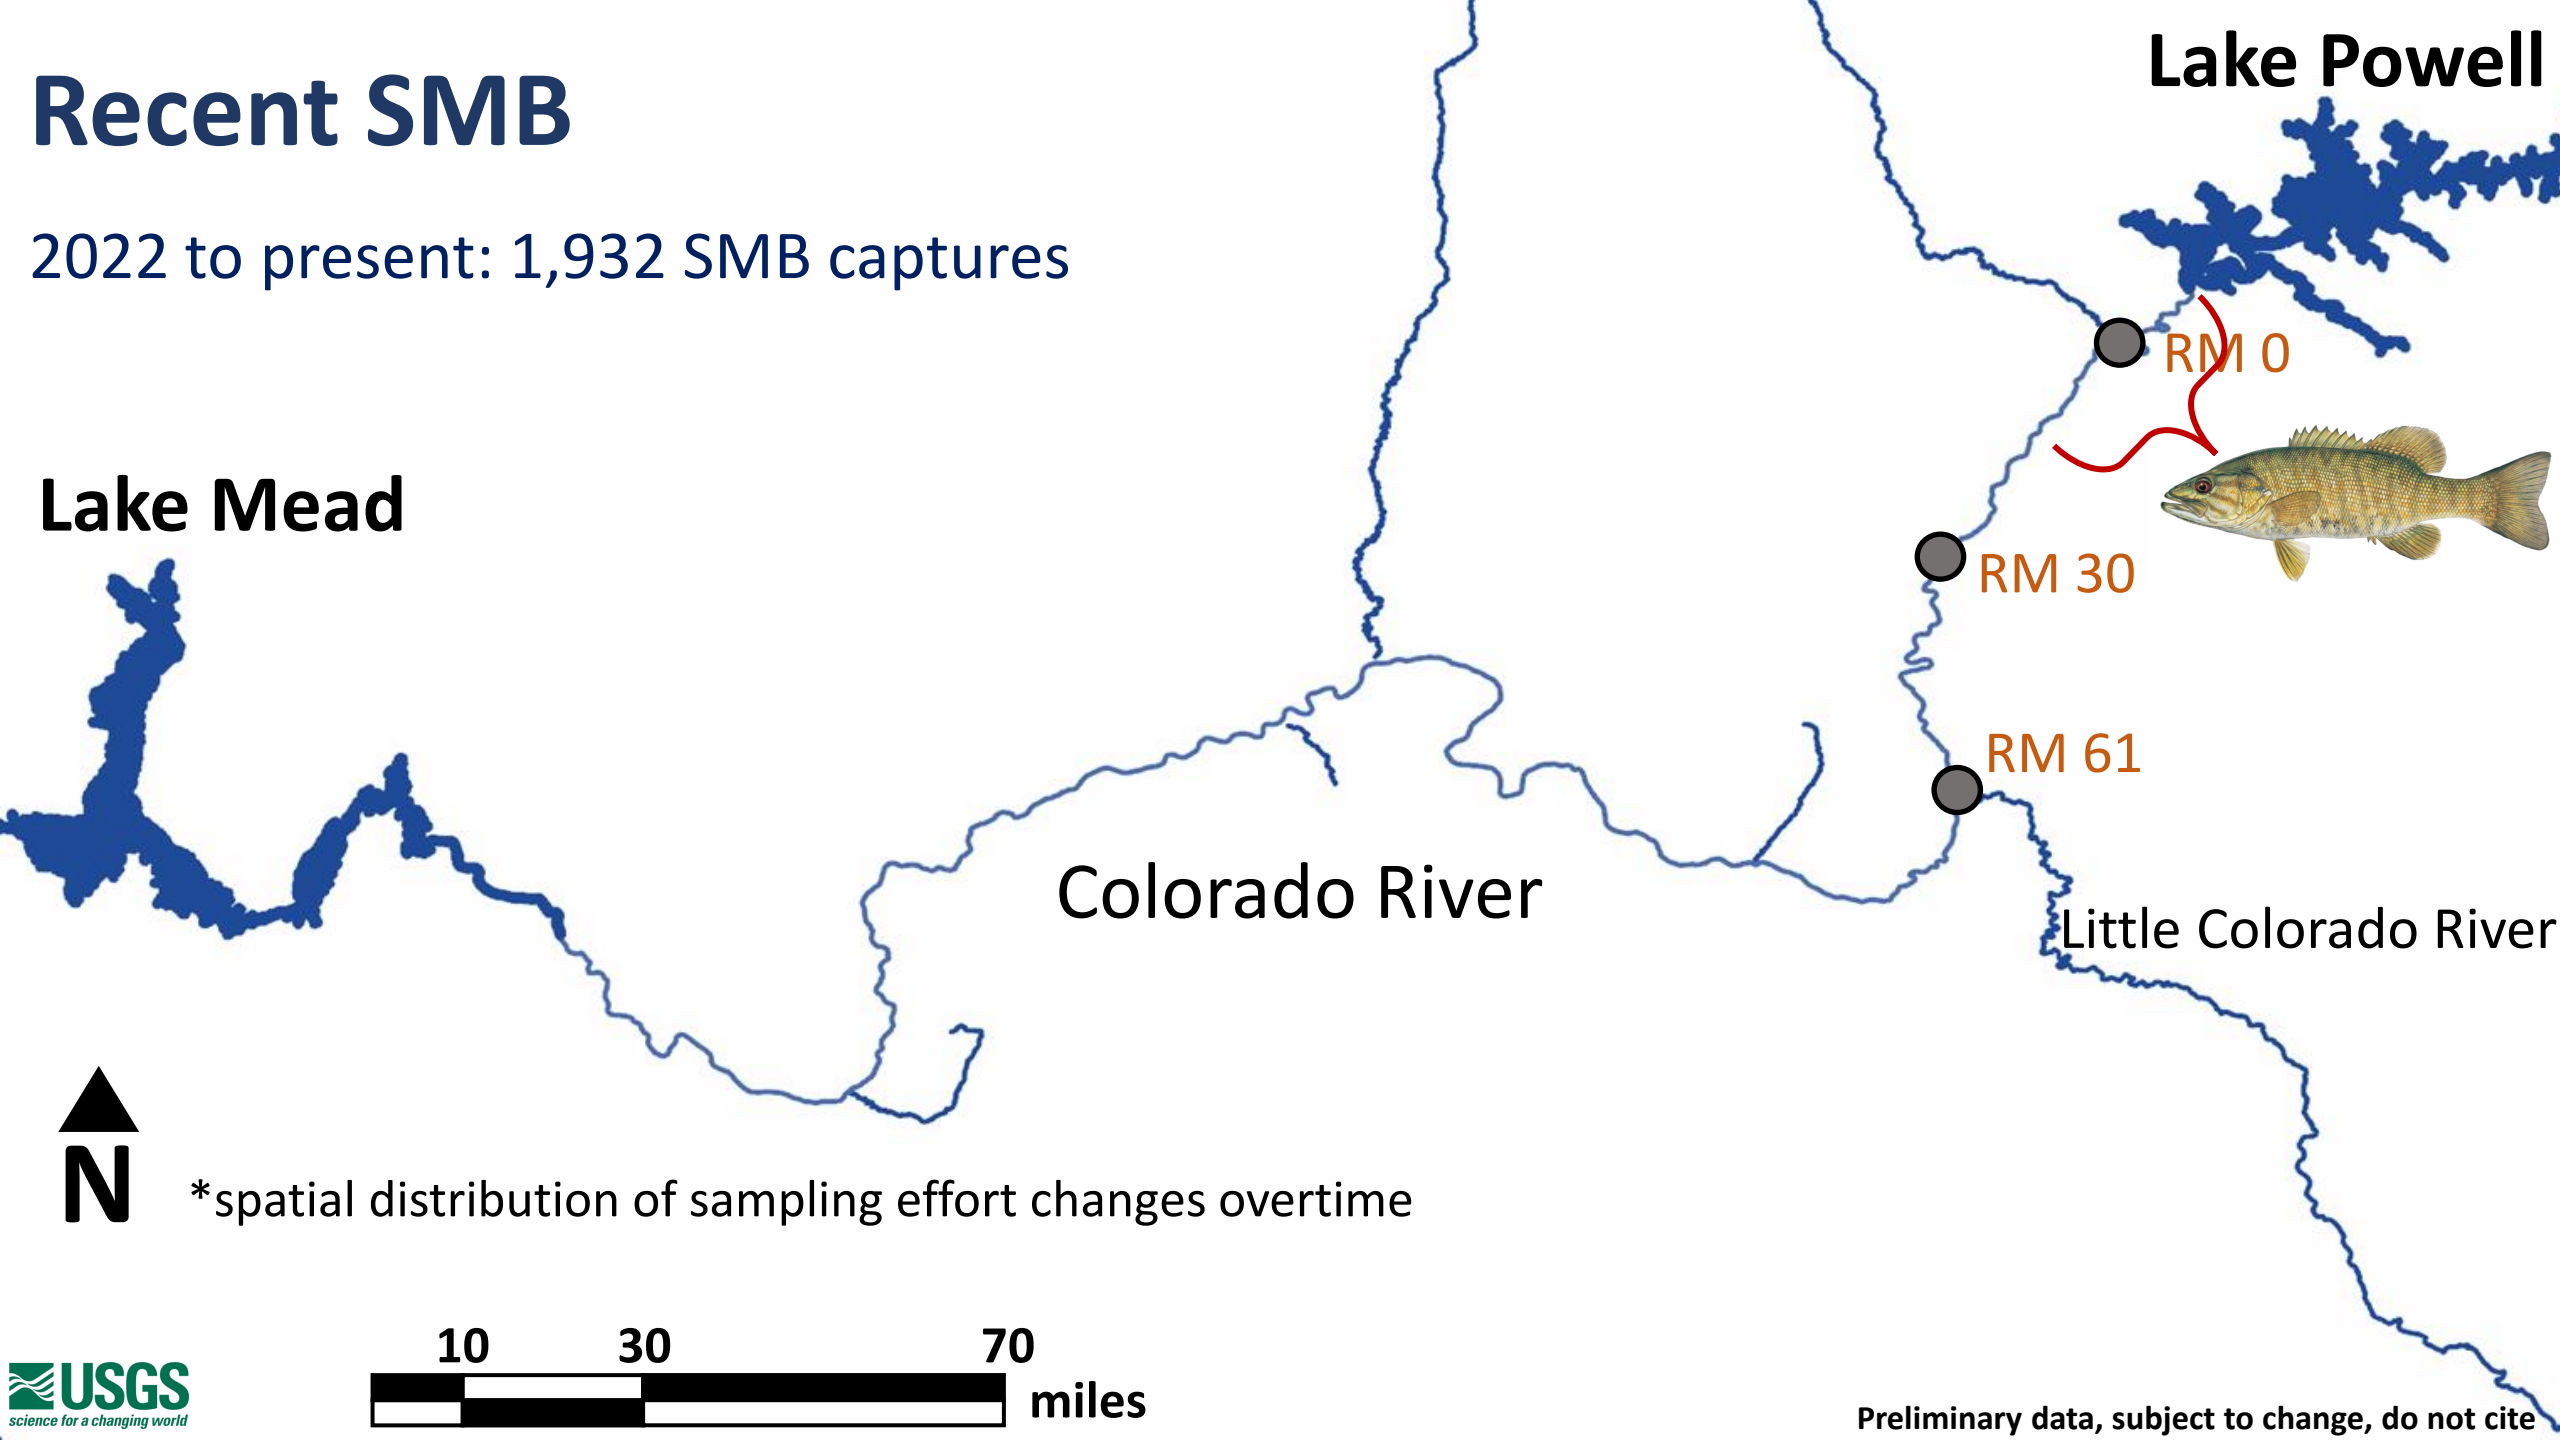 Recent SMB
2022 to present: 1,932 SMB captures
Lake Powell
RM 0
Lake Mead
RM 30
RM 61
Colorado River
Little Colorado River
N
*spatial distribution of sampling effort changes overtime
10 30 70
miles
USGS
science for a changing world
Preliminary data, subject to change, do not cite